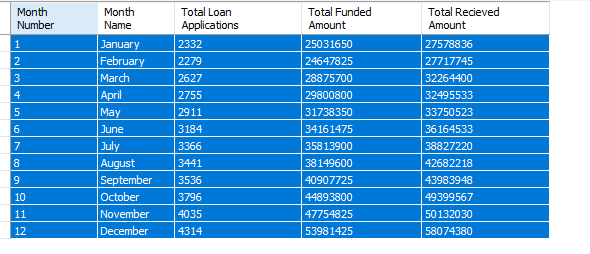 Month Number Month Name Total Loan Applications Total Funded Amount Total Recieved Amount
1 January 2332 25031650 27578836
2 February 2279 24647825 27717745
3 March 2627 28875700 32264400
4 April 2755 29800800 32495533
5 May 2911 31738350 33750523
6 June 3184 34161475 36164533
7 July 3366 35813900 38827220
8 August 3441 38149600 42682218
9 September 3536 40907725 43983948
10 October 3796 44893800 49399567
11 November 4035 47754825 50132030
12 December 4314 53981425 58074380